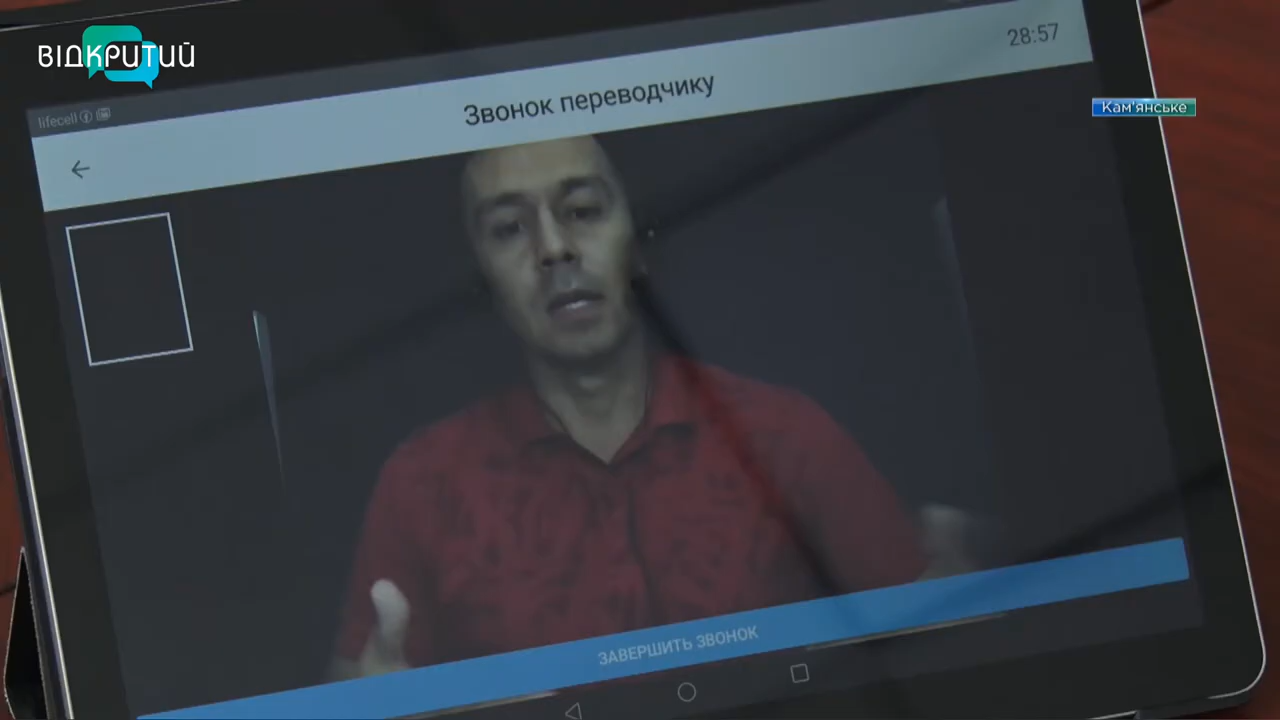 ВІДКРИТИЙ
28:57
Звонок переводчику
lifecell
Кам'янське
ЗАВЕРШИТЬ ЗВОНОК